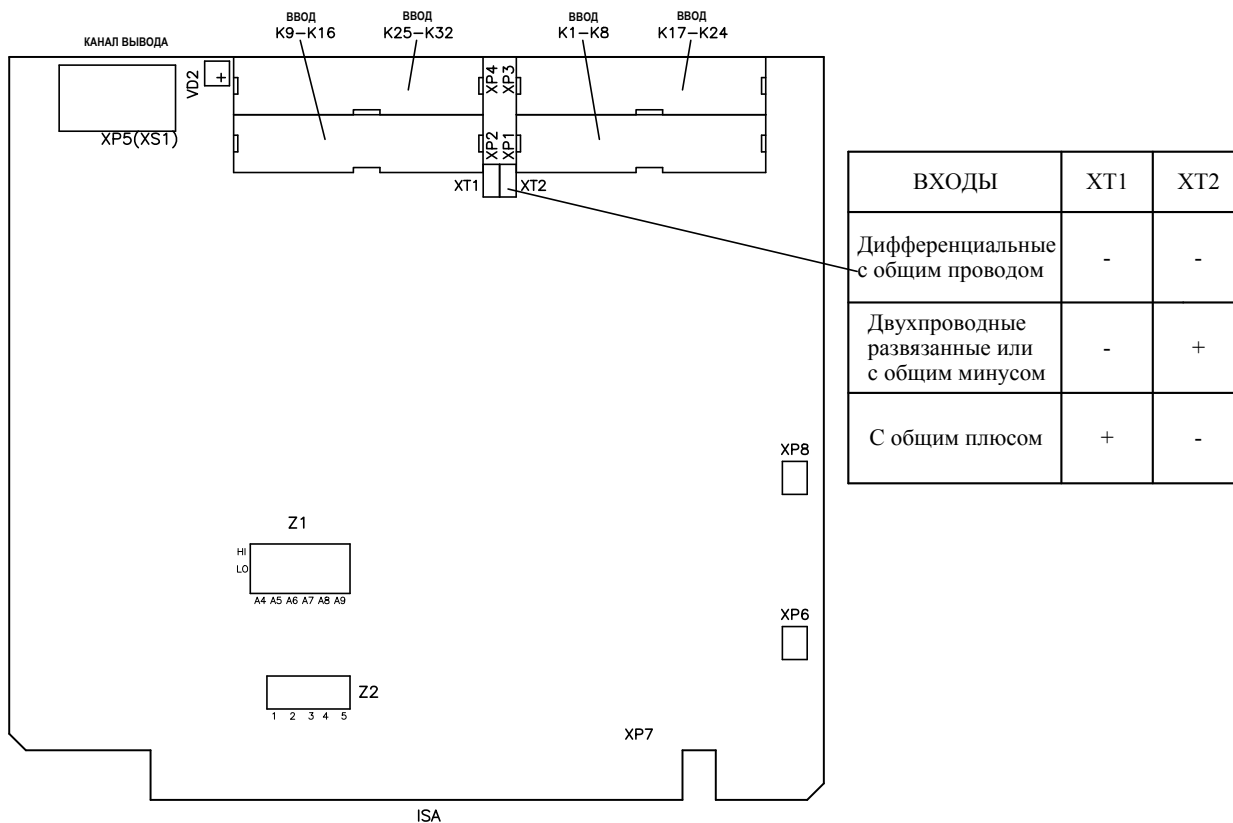 ВВОД
K9-K16
ВВОД
K25-K32
ВВОД
K1-K8
ВВОД
K17-K24
КАНАЛ ВЫВОДА
VD2
+
XP4
XP3
XP5(XS1)
XP2
XP1
XT1
XT2
ВХОДЫ XT1 XT2
Дифференциальные
с общим проводом
- -
Двухпроводные
развязанные или
с общим минусом
- +
С общим плюсом + -
XP8
Z1
HI
LO
A4 A5 A6 A7 A8 A9
XP6
Z2
1 2 3 4 5
XP7
ISA